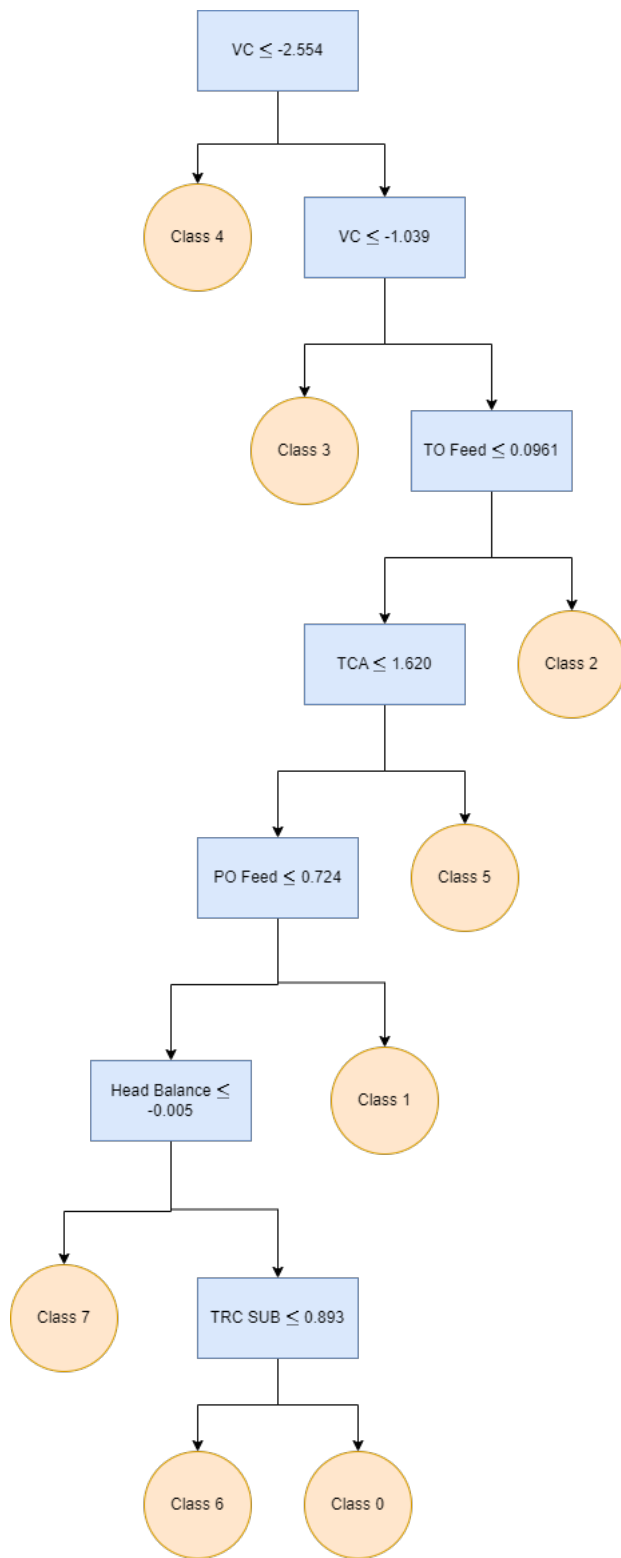 VC ≤ -2.554
Class 4
VC ≤ -1.039
Class 3
TO Feed ≤ 0.0961
TCA ≤ 1.620
Class 2
PO Feed ≤ 0.724
Class 5
Head Balance ≤
-0.005
Class 1
Class 7
TRC SUB ≤ 0.893
Class 6
Class 0